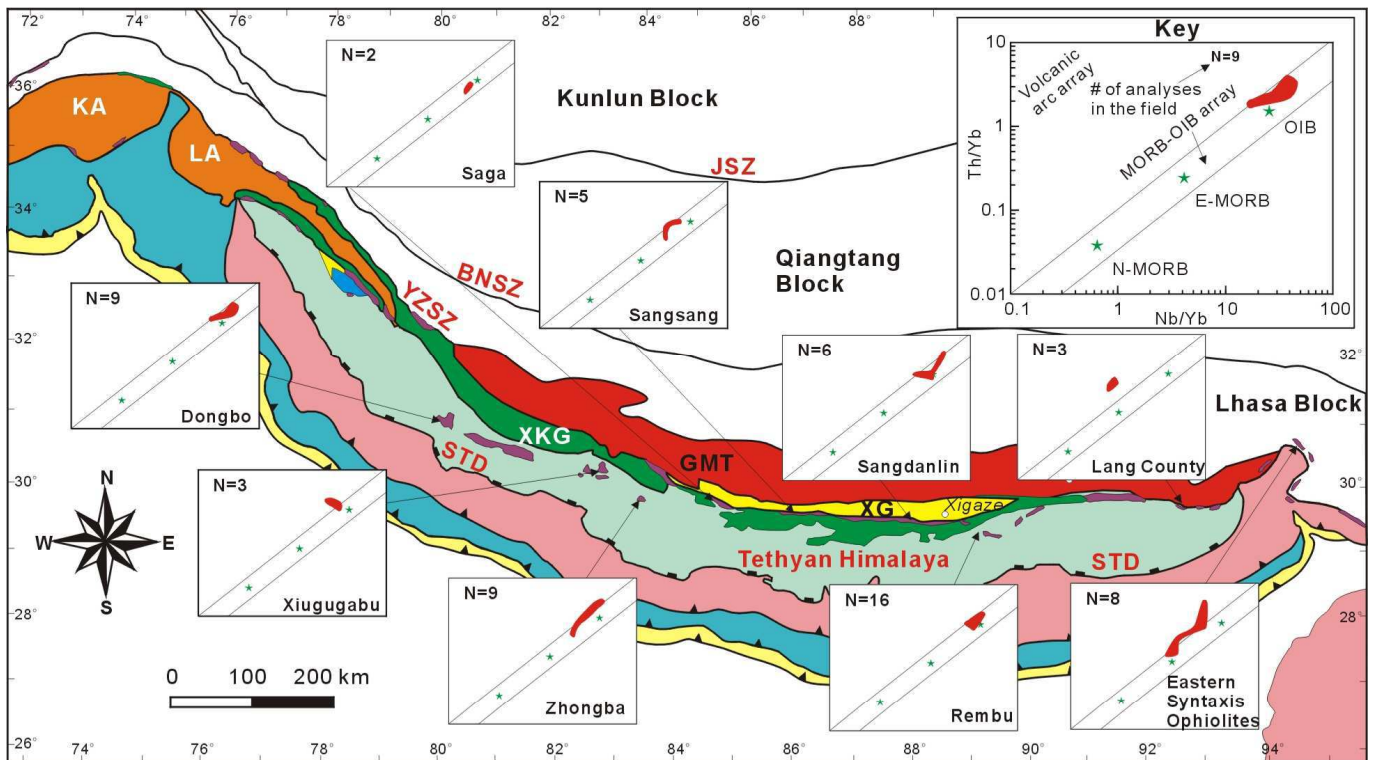 72°
74°
76°
78°
80°
82°
84°
86°
88°
36°
34°
32°
30°
28°
26°
KA
LA
N=2
Saga
Kunlun Block
JSZ
N=5
Sangsang
Qiangtang
Block
BNSZ
YZSZ
Key
10
1
0.1
0.01
0.1
1
10
100
Th/Yb
Nb/Yb
Volcanic
arc array
N=9
# of analyses
in the field
MORB-OIB array
OIB
E-MORB
N-MORB
N=9
Dongbo
N=6
Sangdanlin
N=3
Lang County
32°
Lhasa Block
XKG
STD
GMT
XG
Xigaze
30°
N
W
E
S
N=3
Xiugugabu
Tethyan Himalaya
STD
N=9
Zhongba
N=16
Rembu
N=8
Eastern
Syntaxis
Ophiolites
28°
0 100 200 km
74°
76°
78°
80°
82°
84°
86°
88°
90°
92°
94°